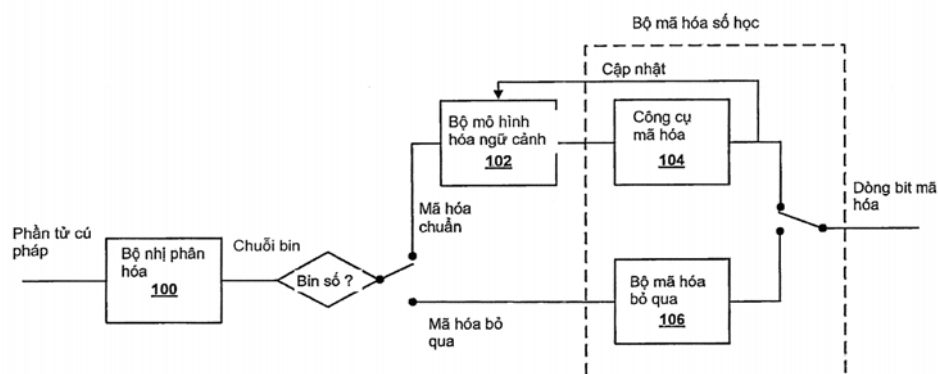 Bộ mã hóa số học
Cập nhật
Bộ mô hình
hóa ngữ cảnh
102
Công cụ
mã hóa
104
Dòng bit mã
hóa
Mã hóa
chuẩn
Phần tử cú
pháp
Bộ nhị phân
hóa
100
Chuỗi bin
Bin số ?
Mã hóa bỏ
qua
Bộ mã hóa
bỏ qua
106